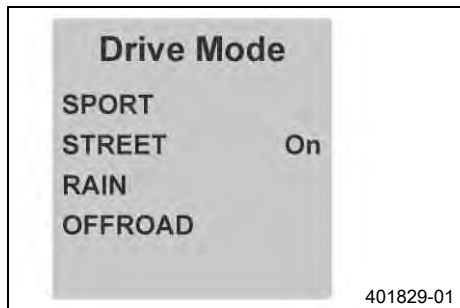 Drive Mode
SPORT
STREET On
RAIN
OFFROAD
401829-01